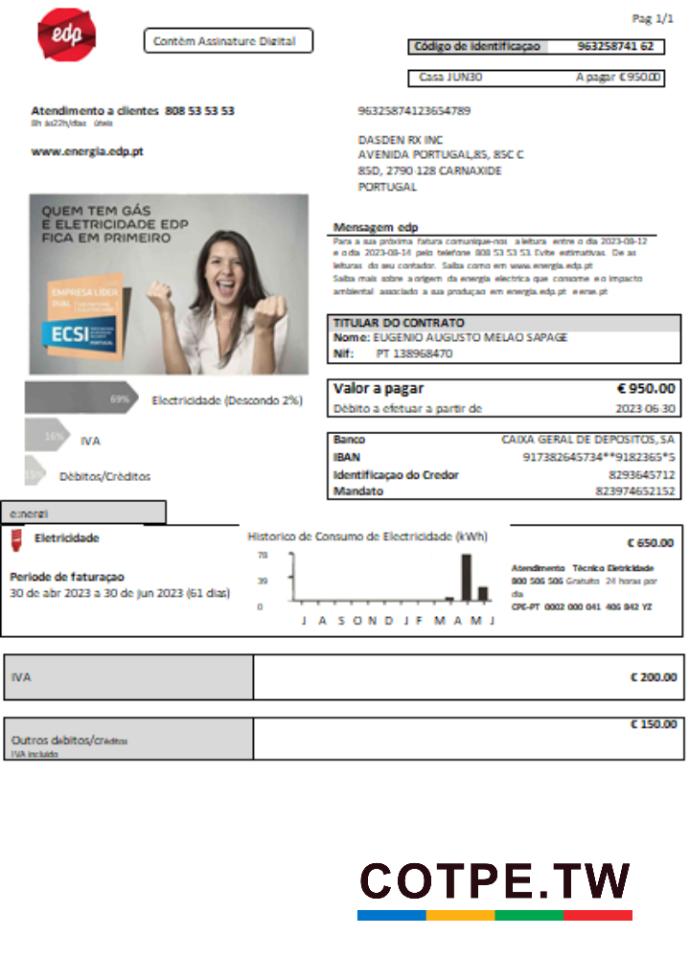 Pag 1/1
edp
Contém Assinature Digital
Código de identificaçao 963258741 62
Casa JUN30 A pagar € 950.00
Atendimento a clientes 808 53 53 53
8h às22h/dias úteis
www.energia.edp.pt
96325874123654789
DASDEN RX INC
AVENIDA PORTUGAL,85, 85C C
85D, 2790-128 CARNAXIDE
PORTUGAL
QUEM TEM GÁS
E ELETRICIDADE EDP
FICA EM PRIMEIRO
EMPRESA LÍDER
DUAL
ECSI
PORTUGAL
Mensagem edp
Para a sua próxima fatura comunique-nos a leitura entre o dia 2023-08-12
e o dia 2023-08-14 pelo telefone 808 53 53 53. Evite estimativas. De as
leituras do seu contador. Saiba como em www.energia.edp.pt
Saiba mais sobre a origem da energia electrica que consome e o impacto
ambiental associado a sua produçao em energia.edp.pt e erse.pt
TITULAR DO CONTRATO
Nome: EUGENIO AUGUSTO MELAO SAPAGE
Nif: PT 138968470
69% Electricidade (Descondo 2%)
16% IVA
15% Débitos/Créditos
Valor a pagar € 950.00
Débito a efetuar a partir de 2023-06-30
Banco CAIXA GERAL DE DEPOSITOS, SA
IBAN 917382645734**9182365*5
Identificaçao do Credor 8293645712
Mandato 823974652152
e:nergi
Eletricidade
Periode de faturaçao
30 de abr 2023 a 30 de jun 2023 (61 dias)
Historico de Consumo de Electricidade (kWh)
78
39
0
J A S O N D J F M A M J
€ 650.00
Atendimento Técnico Eletricidade
800 506 506 Gratuito 24 horas por
dia
CPE-PT 0002 000 041 406 842 YZ
IVA € 200.00
€ 150.00
Outros débitos/créditos
IVA incluído
COTPE.TW